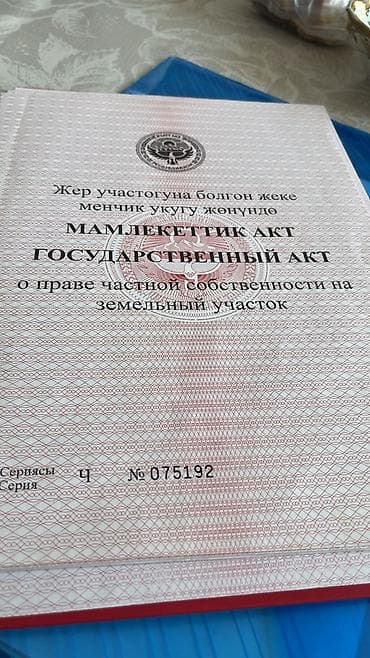 Жер участогуна болгон жеке
менчик укугу жөнүндө
МАМЛЕКЕТТИК АКТ
ГОСУДАРСТВЕННЫЙ АКТ
о праве частной собственности на
земельный участок
Сериясы
Серия Ч № 075192